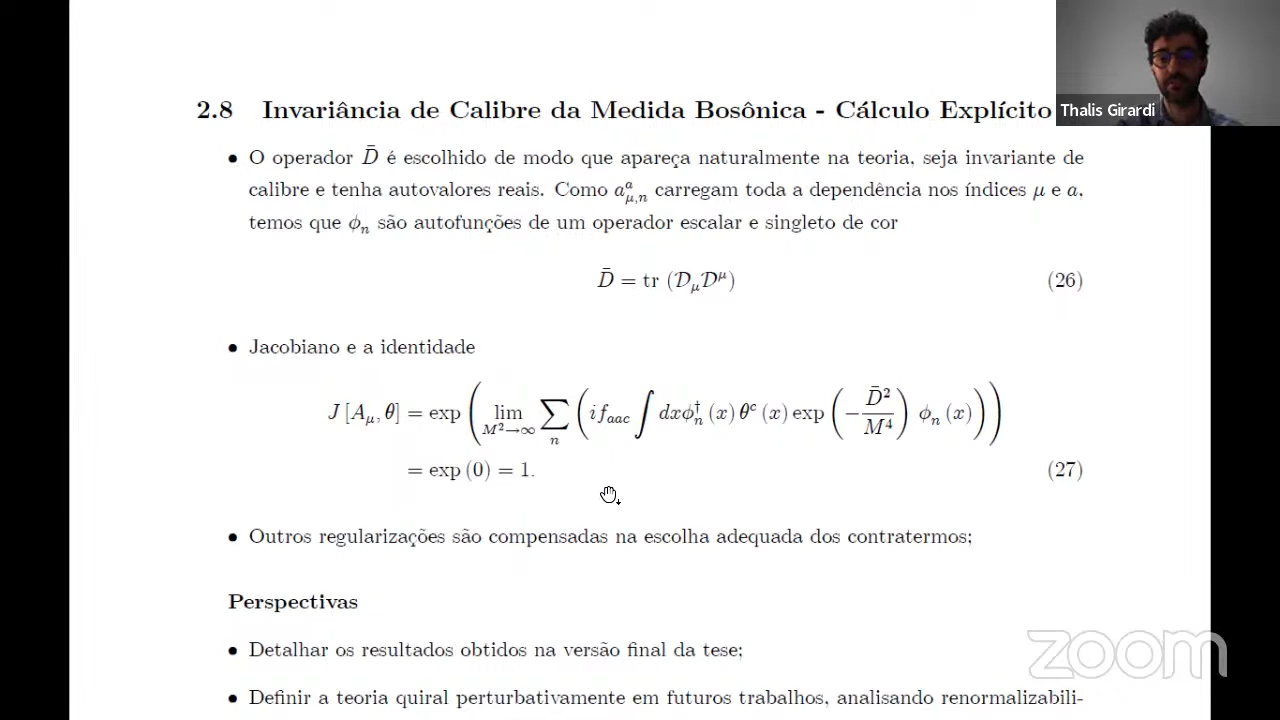 2.8 Invariância de Calibre da Medida Bosônica - Cálculo Explícito
Thalis Girardi
• O operador D̄ é escolhido de modo que apareça naturalmente na teoria, seja invariante de
calibre e tenha autovalores reais. Como a^a_{μ,n} carregam toda a dependência nos índices μ e a,
temos que ϕ_n são autofunções de um operador escalar e singleto de cor
D̄ = tr (𝒟_μ 𝒟^μ) (26)
• Jacobiano e a identidade
J [A_μ, θ] = exp ( lim_{M²→∞} ∑_n ( i f_{aac} ∫ dx ϕ_n^† (x) θ^c (x) exp ( − D̄²/M⁴ ) ϕ_n (x) ) )
= exp (0) = 1. (27)
• Outros regularizações são compensadas na escolha adequada dos contratermos;
Perspectivas
• Detalhar os resultados obtidos na versão final da tese;
• Definir a teoria quiral perturbativamente em futuros trabalhos, analisando renormalizabili-
zoom